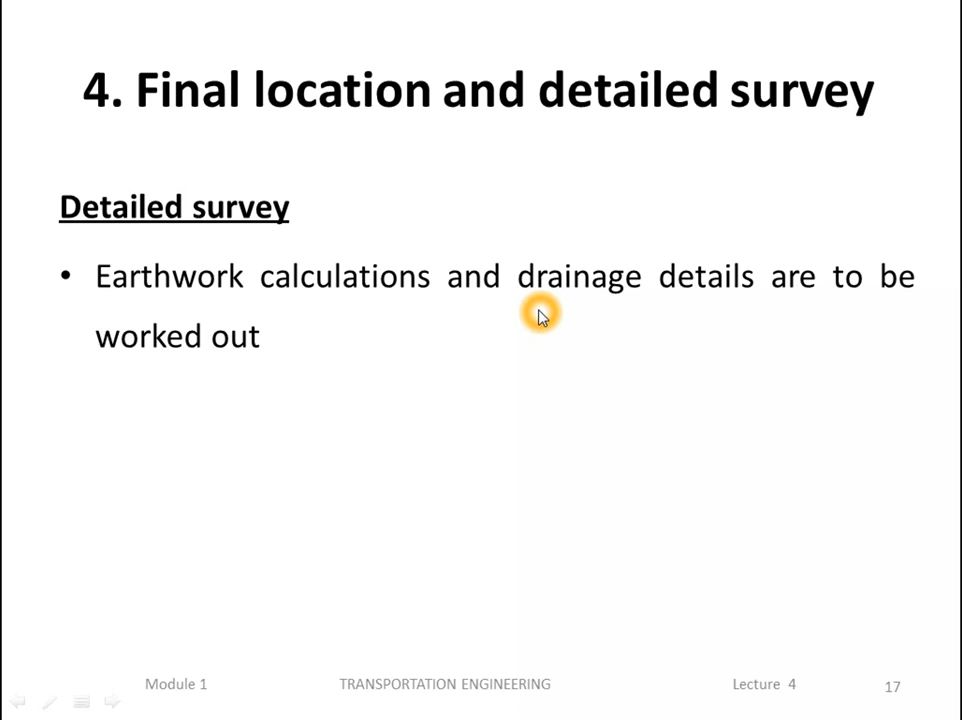 4. Final location and detailed survey
Detailed survey
• Earthwork calculations and drainage details are to be
worked out
Module 1 TRANSPORTATION ENGINEERING Lecture 4 17